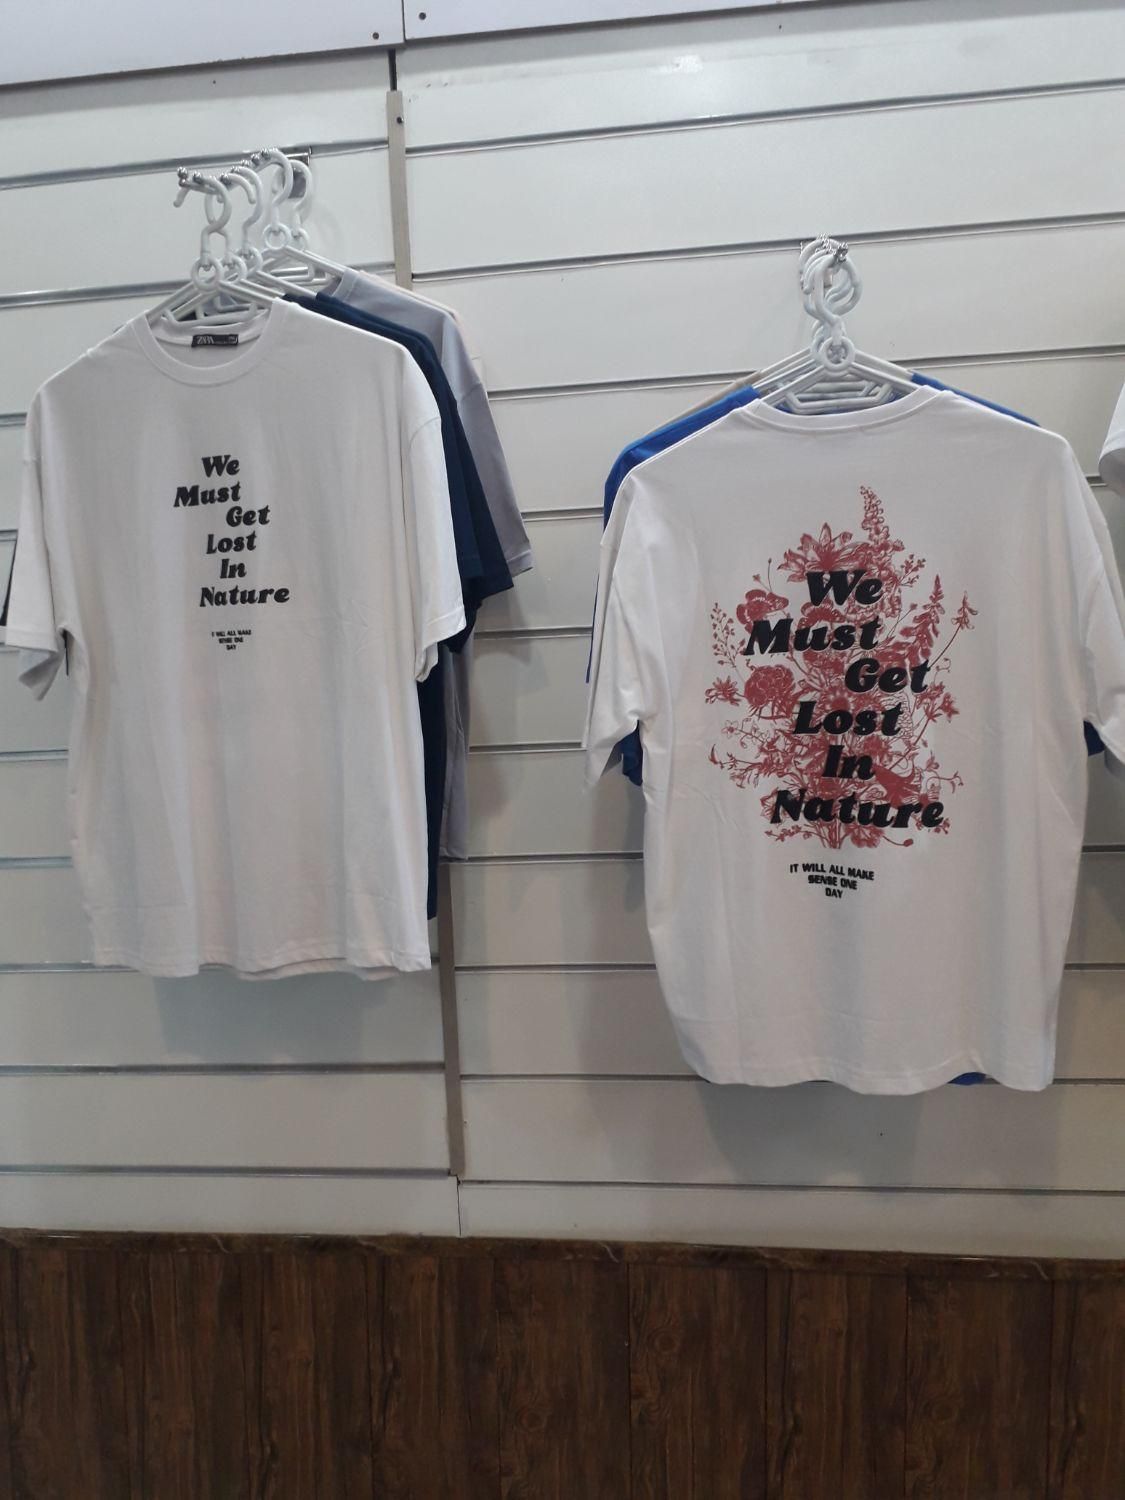 ZARA
We
Must
Get
Lost
In
Nature
IT WILL ALL MAKE
SENSE ONE
DAY
We
Must
Get
Lost
In
Nature
IT WILL ALL MAKE
SENSE ONE
DAY